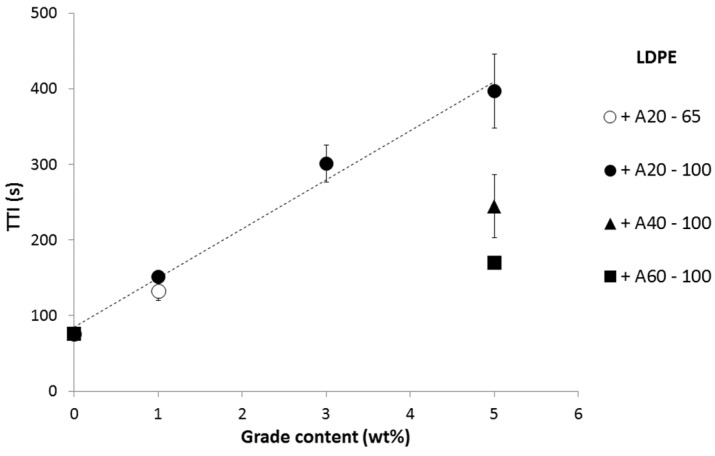 500
400
300
200
100
0
TTI (s)
0 1 2 3 4 5 6
Grade content (wt%)
LDPE
+ A20 - 65
+ A20 - 100
+ A40 - 100
+ A60 - 100